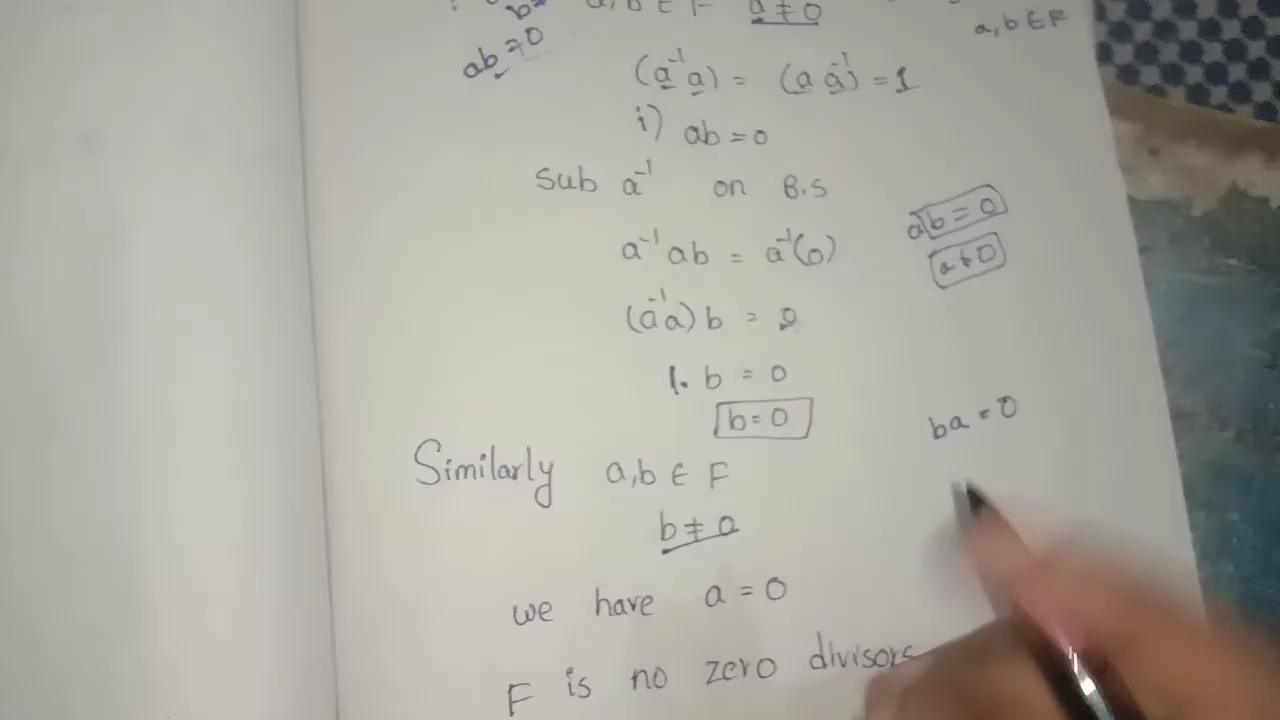 a, b ∈ F a ≠ 0
a, b ∈ F
ab = 0
(a⁻¹a) = (a a⁻¹) = 1
i) ab = 0
Sub a⁻¹ on B.S
ab = 0
a⁻¹ab = a⁻¹(0)
a ≠ 0
(a⁻¹a) b = 0
1. b = 0
b = 0
ba = 0
Similarly a, b ∈ F
b ≠ 0
we have a = 0
F is no zero divisors